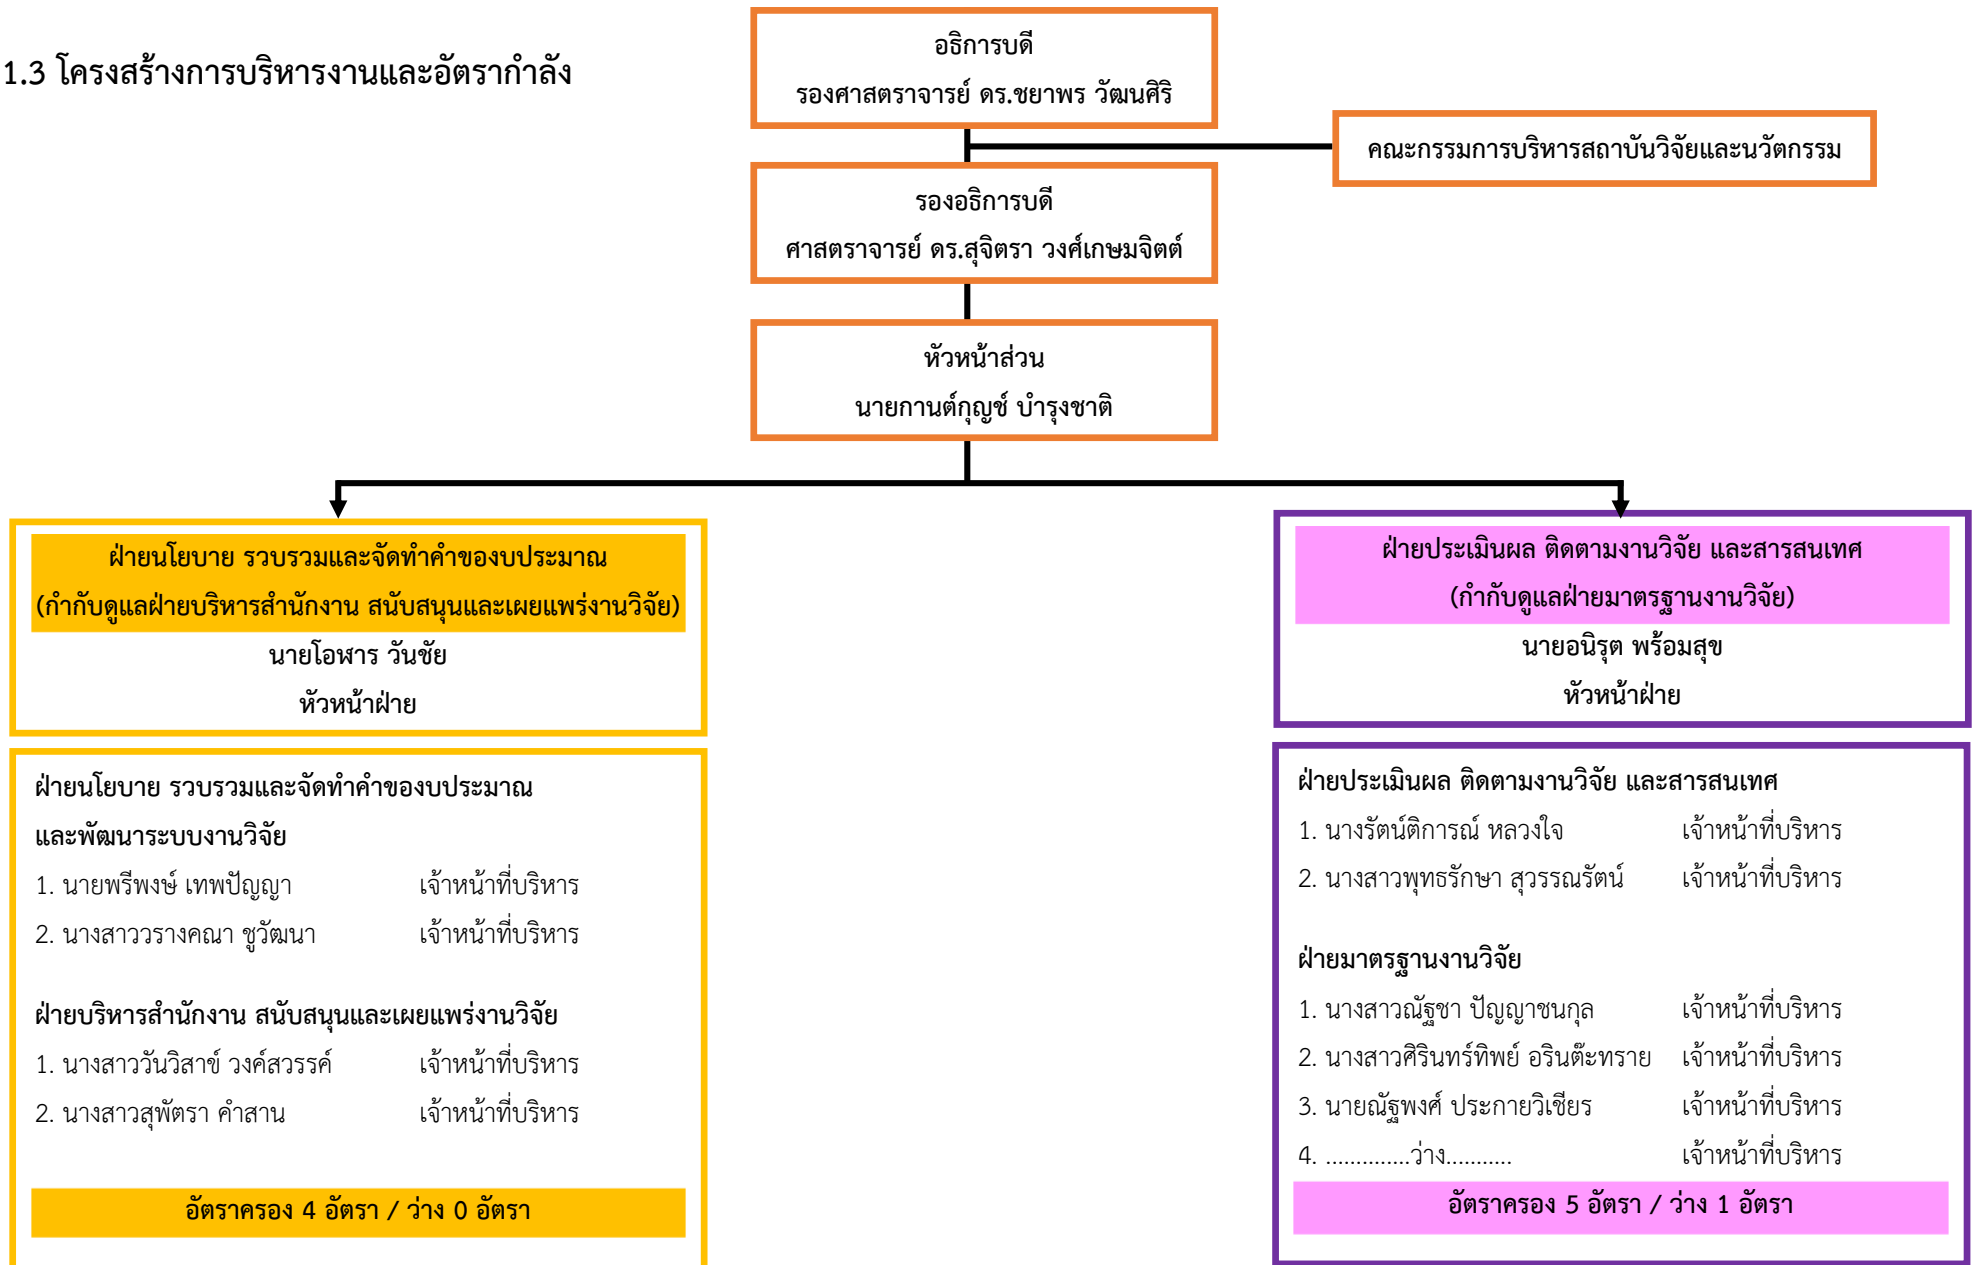 1.3 โครงสร้างการบริหารงานและอัตรากำลัง
อธิการบดี
รองศาสตราจารย์ ดร.ชยาพร วัฒนศิริ
คณะกรรมการบริหารสถาบันวิจัยและนวัตกรรม
รองอธิการบดี
ศาสตราจารย์ ดร.สุจิตรา วงศ์เกษมจิตต์
หัวหน้าส่วน
นายกานต์กุญช์ บำรุงชาติ
ฝ่ายนโยบาย รวบรวมและจัดทำคำของบประมาณ
(กำกับดูแลฝ่ายบริหารสำนักงาน สนับสนุนและเผยแพร่งานวิจัย)
นายโอฬาร วันชัย
หัวหน้าฝ่าย
ฝ่ายนโยบาย รวบรวมและจัดทำคำของบประมาณ
และพัฒนาระบบงานวิจัย
1. นายพรีพงษ์ เทพปัญญา เจ้าหน้าที่บริหาร
2. นางสาววรางคณา ชูวัฒนา เจ้าหน้าที่บริหาร
ฝ่ายบริหารสำนักงาน สนับสนุนและเผยแพร่งานวิจัย
1. นางสาววันวิสาข์ วงค์สวรรค์ เจ้าหน้าที่บริหาร
2. นางสาวสุพัตรา คำสาน เจ้าหน้าที่บริหาร
อัตราครอง 4 อัตรา / ว่าง 0 อัตรา
ฝ่ายประเมินผล ติดตามงานวิจัย และสารสนเทศ
(กำกับดูแลฝ่ายมาตรฐานงานวิจัย)
นายอนิรุต พร้อมสุข
หัวหน้าฝ่าย
ฝ่ายประเมินผล ติดตามงานวิจัย และสารสนเทศ
1. นางรัตน์ติการณ์ หลวงใจ เจ้าหน้าที่บริหาร
2. นางสาวพุทธรักษา สุวรรณรัตน์ เจ้าหน้าที่บริหาร
ฝ่ายมาตรฐานงานวิจัย
1. นางสาวณัฐชา ปัญญาชนกุล เจ้าหน้าที่บริหาร
2. นางสาวศิรินทร์ทิพย์ อรินต๊ะทราย เจ้าหน้าที่บริหาร
3. นายณัฐพงศ์ ประกายวิเชียร เจ้าหน้าที่บริหาร
4. ..............ว่าง........... เจ้าหน้าที่บริหาร
อัตราครอง 5 อัตรา / ว่าง 1 อัตรา